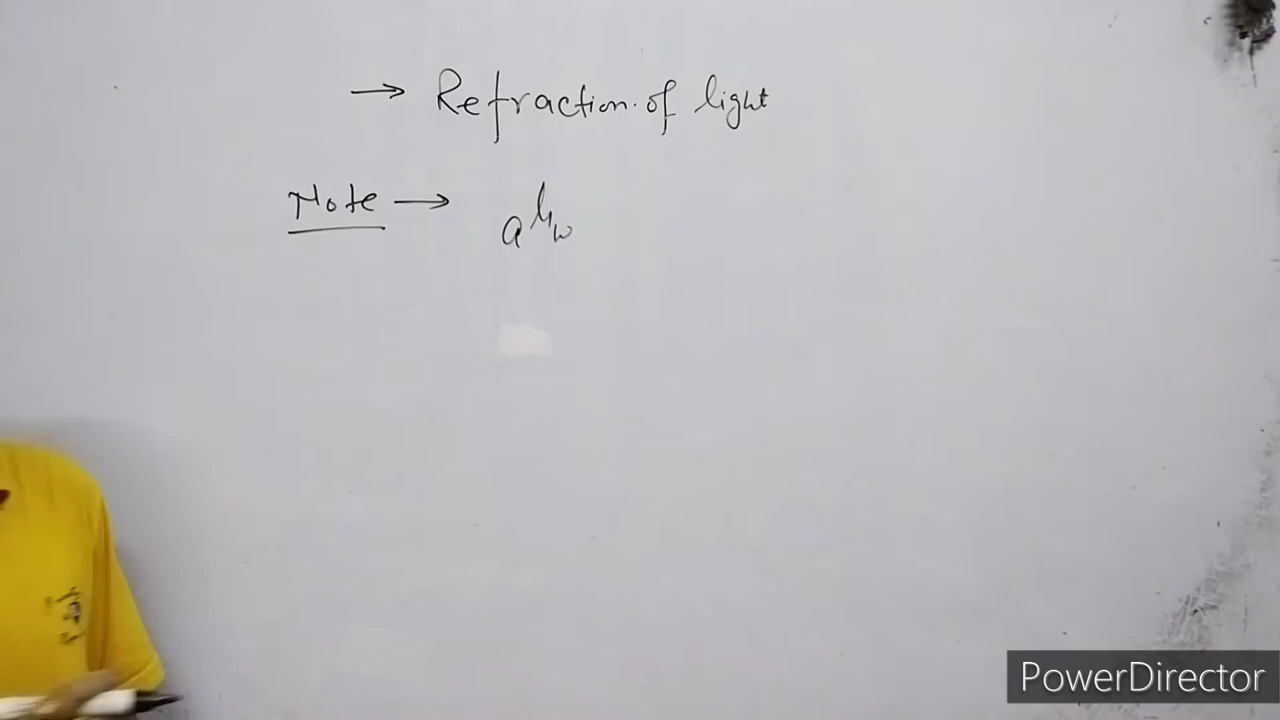 → Refraction of light
Note → aμw
PowerDirector